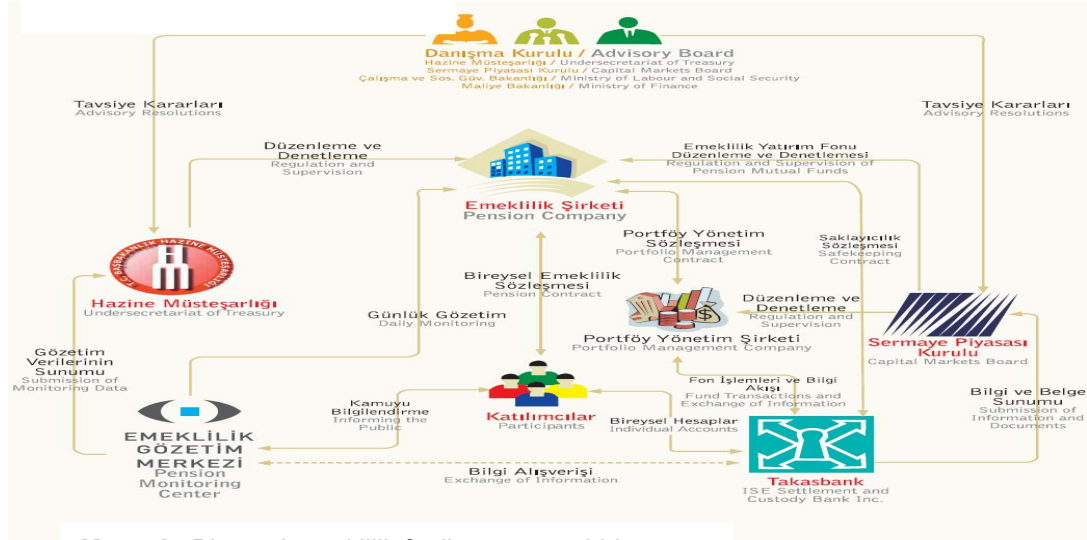 Danışma Kurulu / Advisory Board
Hazine Müsteşarlığı / Undersecretariat of Treasury
Sermaye Piyasası Kurulu / Capital Markets Board
Çalışma ve Sos. Güv. Bakanlığı / Ministry of Labour and Social Security
Maliye Bakanlığı / Ministry of Finance
Tavsiye Kararları
Advisory Resolutions
Tavsiye Kararları
Advisory Resolutions
Düzenleme ve
Denetleme
Regulation and
Supervision
Emeklilik Yatırım Fonu
Düzenleme ve Denetlemesi
Regulation and Supervision of
Pension Mutual Funds
Emeklilik Şirketi
Pension Company
T.C. BAŞBAKANLIK HAZİNE MÜSTEŞARLIĞI
Hazine Müsteşarlığı
Undersecretariat of Treasury
Bireysel Emeklilik
Sözleşmesi
Pension Contract
Portföy Yönetim
Sözleşmesi
Portfolio Management
Contract
Saklayıcılık
Sözleşmesi
Safekeeping
Contract
Günlük Gözetim
Daily Monitoring
Portföy Yönetim Şirketi
Portfolio Management Company
Düzenleme ve
Denetleme
Regulation and
Supervision
Sermaye Piyasası
Kurulu
Capital Markets Board
Gözetim
Verilerinin
Sunumu
Submission of
Monitoring Data
Kamuyu
Bilgilendirme
Informing the
Public
Katılımcılar
Participants
Fon İşlemleri ve Bilgi
Akışı
Fund Transactions and
Exchange of Information
Bireysel Hesaplar
Individual Accounts
Bilgi ve Belge
Sunumu
Submission of
Information and
Documents
EMEKLİLİK
GÖZETİM
MERKEZİ
Pension
Monitoring
Center
Bilgi Alışverişi
Exchange of Information
Takasbank
ISE Settlement and
Custody Bank Inc.